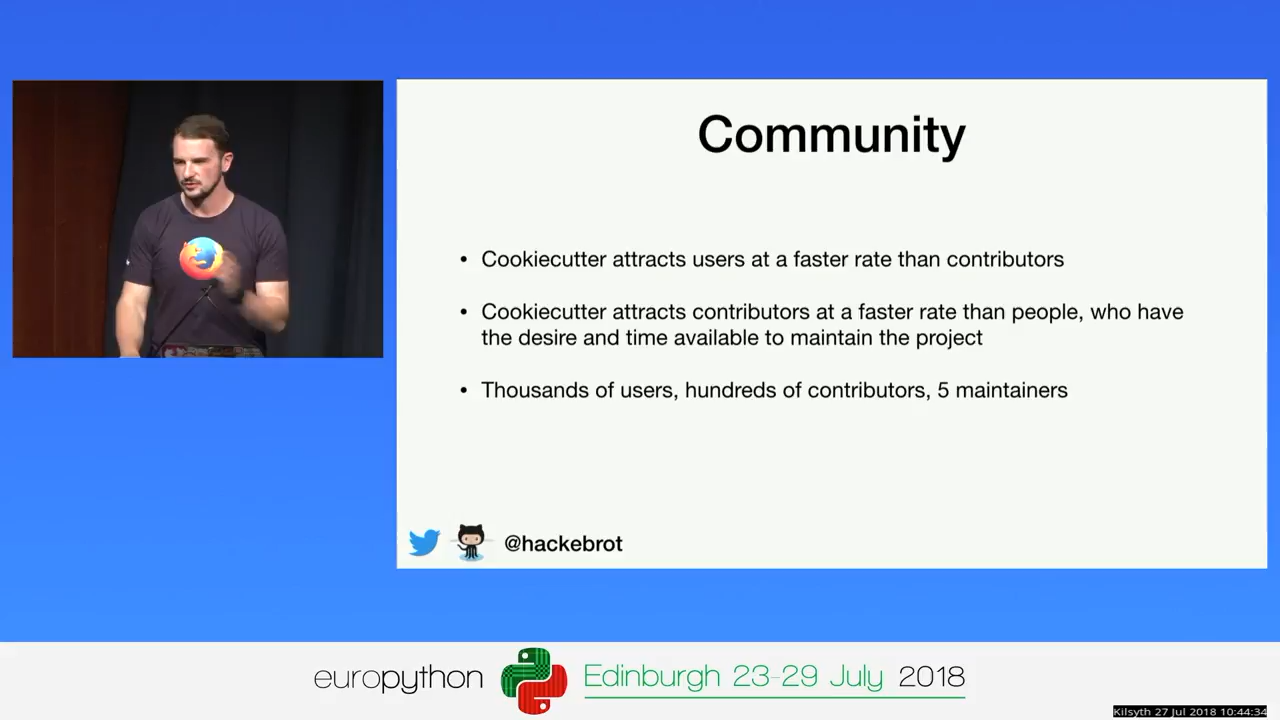 Community
• Cookiecutter attracts users at a faster rate than contributors
• Cookiecutter attracts contributors at a faster rate than people, who have
the desire and time available to maintain the project
• Thousands of users, hundreds of contributors, 5 maintainers
@hackebrot
europython Edinburgh 23-29 July 2018
Kilsyth 27 Jul 2018 10:44:34